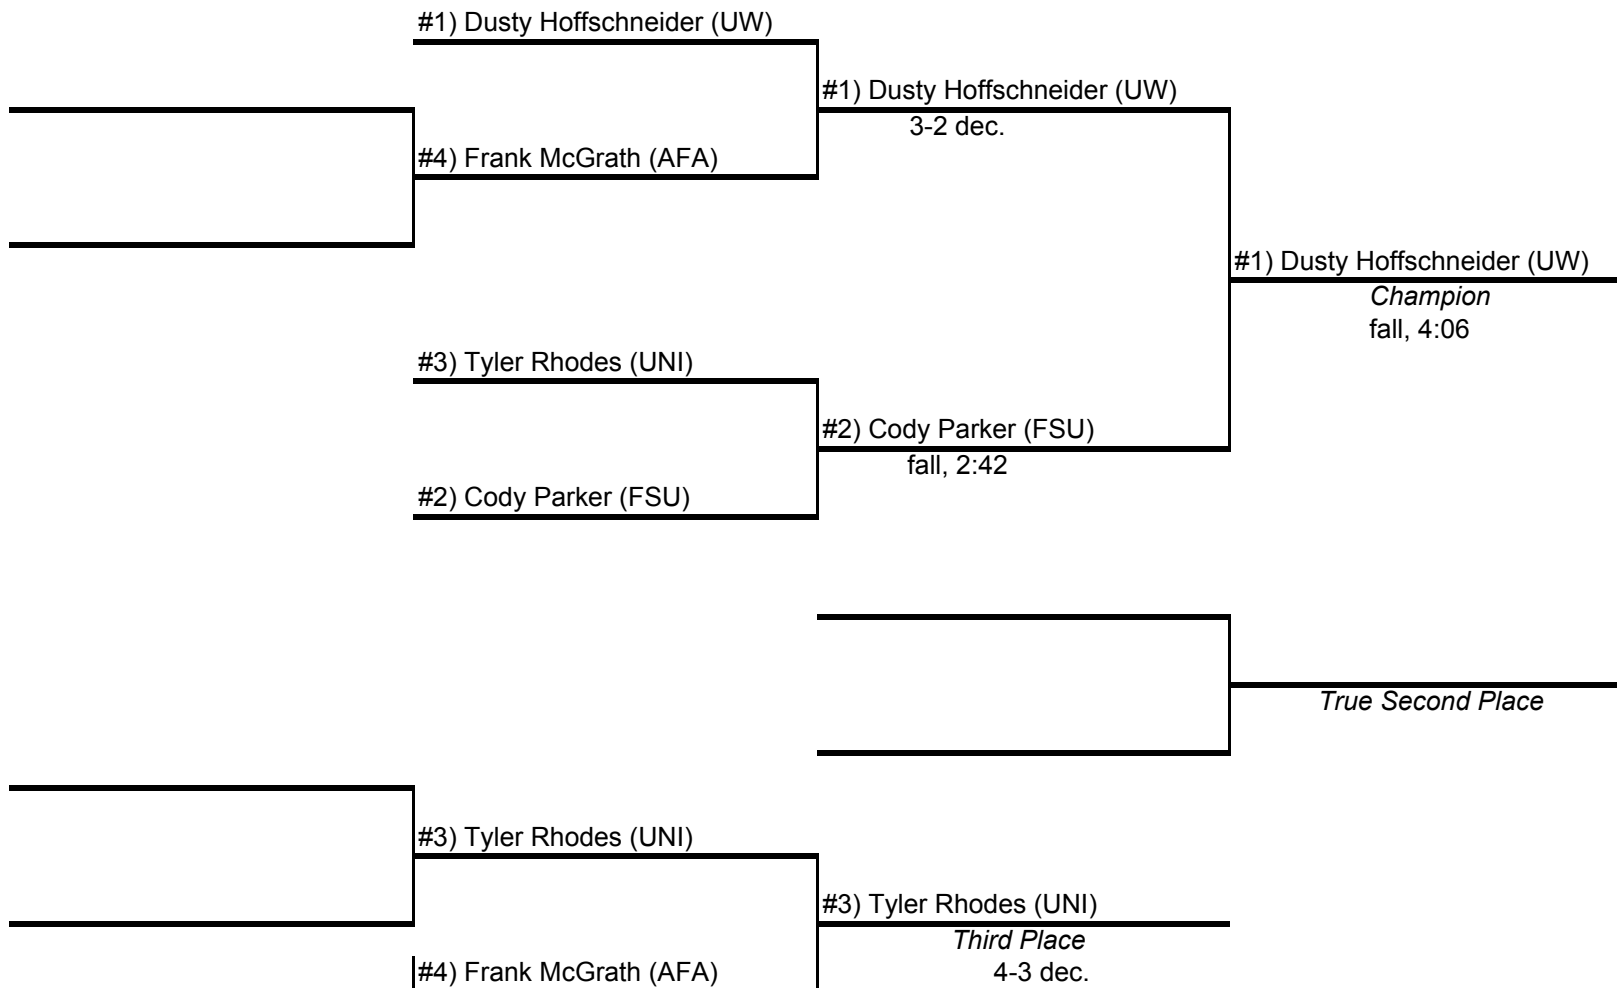 #1) Dusty Hoffschneider (UW)
#1) Dusty Hoffschneider (UW)
3-2 dec.
#4) Frank McGrath (AFA)
#1) Dusty Hoffschneider (UW)
Champion
fall, 4:06
#3) Tyler Rhodes (UNI)
#2) Cody Parker (FSU)
fall, 2:42
#2) Cody Parker (FSU)
True Second Place
#3) Tyler Rhodes (UNI)
#3) Tyler Rhodes (UNI)
Third Place
#4) Frank McGrath (AFA)
4-3 dec.